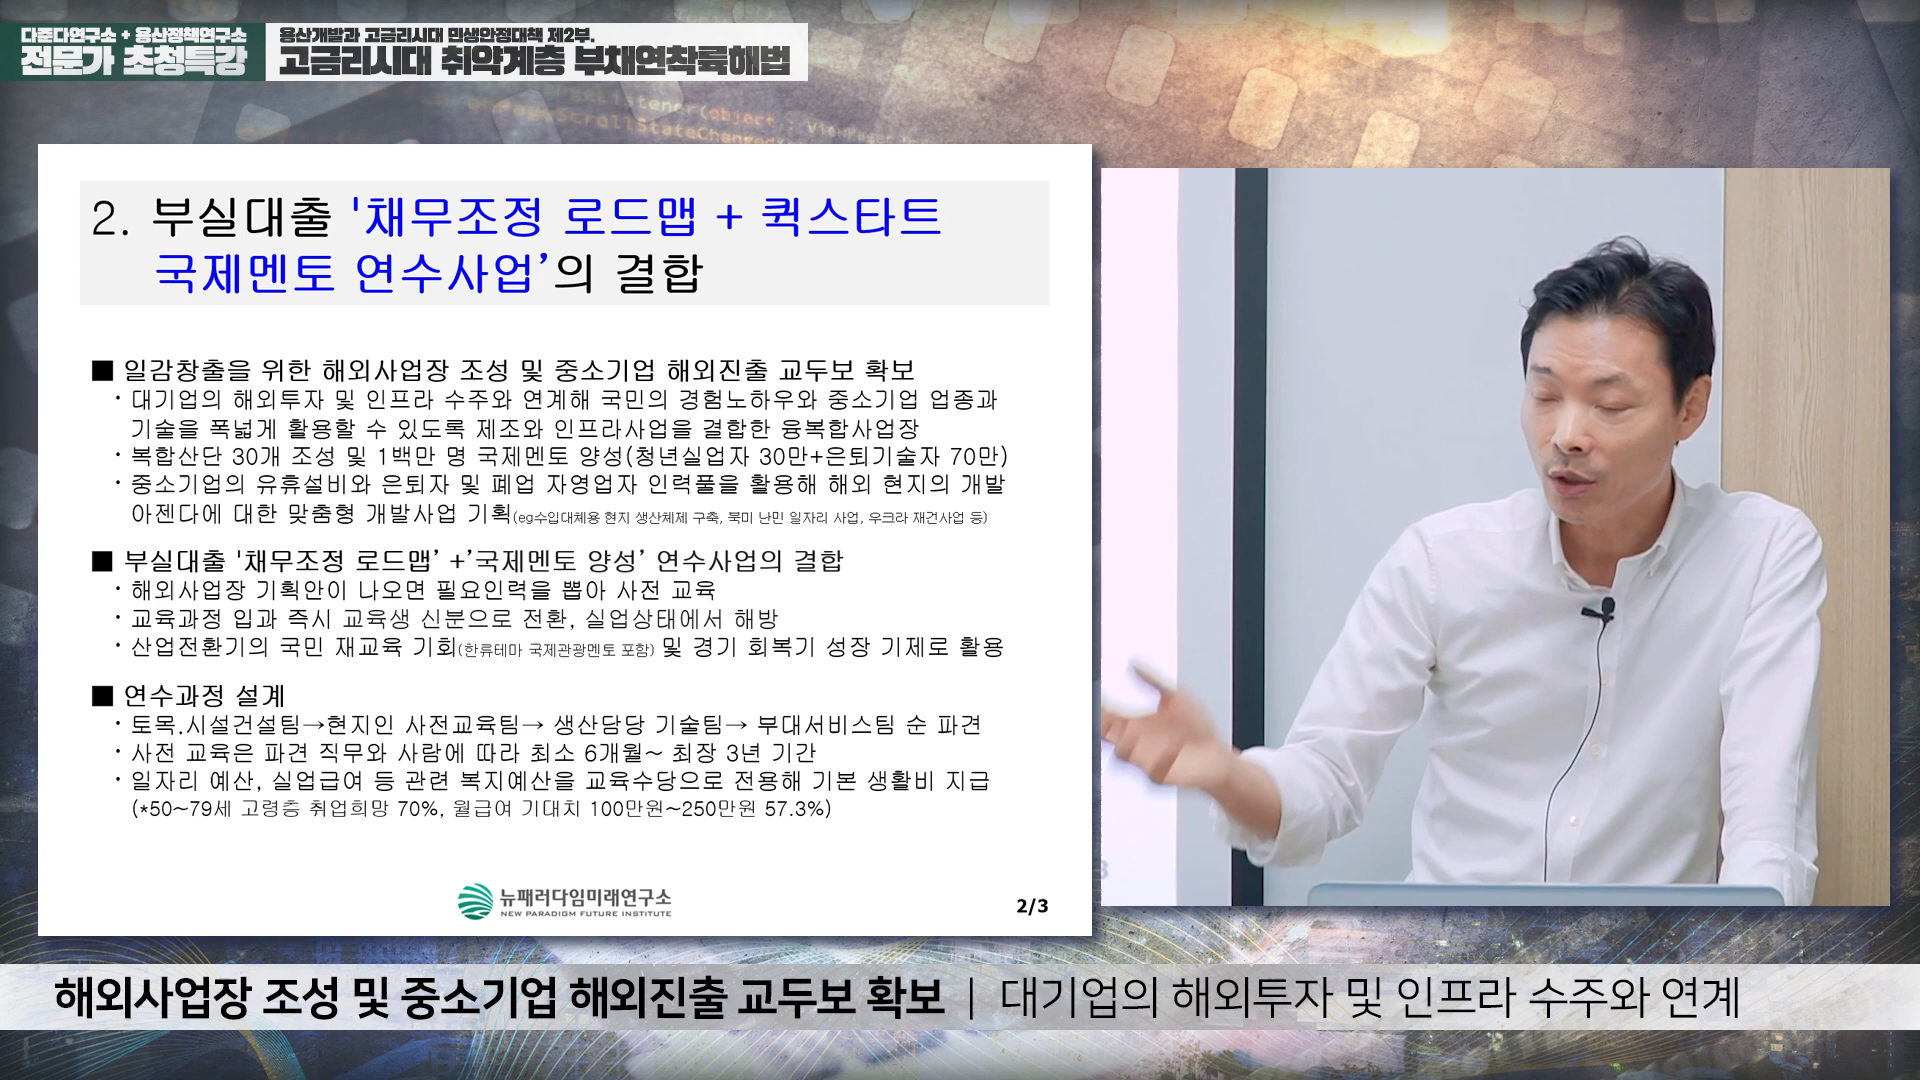 다준다연구소 + 용산정책연구소
전문가 초청특강
용산개발과 고금리시대 민생안정대책 제2부.
고금리시대 취약계층 부채연착륙해법
2. 부실대출 '채무조정 로드맵 + 퀵스타트
국제멘토 연수사업’의 결합
■ 일감창출을 위한 해외사업장 조성 및 중소기업 해외진출 교두보 확보
· 대기업의 해외투자 및 인프라 수주와 연계해 국민의 경험노하우와 중소기업 업종과
기술을 폭넓게 활용할 수 있도록 제조와 인프라사업을 결합한 융복합사업장
· 복합산단 30개 조성 및 1백만 명 국제멘토 양성(청년실업자 30만+은퇴기술자 70만)
· 중소기업의 유휴설비와 은퇴자 및 폐업 자영업자 인력풀을 활용해 해외 현지의 개발
아젠다에 대한 맞춤형 개발사업 기획(eg수입대체용 현지 생산체제 구축, 북미 난민 일자리 사업, 우크라 재건사업 등)
■ 부실대출 '채무조정 로드맵’ +’국제멘토 양성’ 연수사업의 결합
· 해외사업장 기획안이 나오면 필요인력을 뽑아 사전 교육
· 교육과정 입과 즉시 교육생 신분으로 전환, 실업상태에서 해방
· 산업전환기의 국민 재교육 기회(한류테마 국제관광멘토 포함) 및 경기 회복기 성장 기제로 활용
■ 연수과정 설계
· 토목.시설건설팀→현지인 사전교육팀→ 생산담당 기술팀→ 부대서비스팀 순 파견
· 사전 교육은 파견 직무와 사람에 따라 최소 6개월~ 최장 3년 기간
· 일자리 예산, 실업급여 등 관련 복지예산을 교육수당으로 전용해 기본 생활비 지급
(*50~79세 고령층 취업희망 70%, 월급여 기대치 100만원~250만원 57.3%)
뉴패러다임미래연구소
NEW PARADIGM FUTURE INSTITUTE
2/3
해외사업장 조성 및 중소기업 해외진출 교두보 확보 | 대기업의 해외투자 및 인프라 수주와 연계